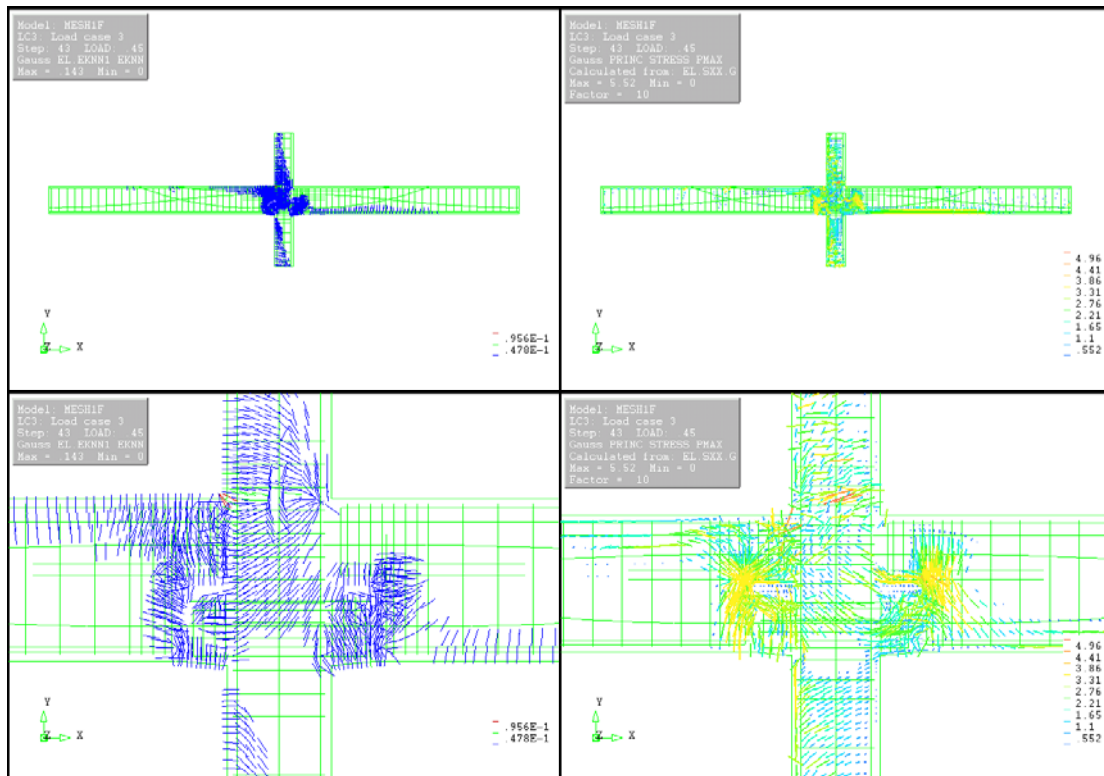 Model: MESH1F
LC3: Load case 3
Step: 43 LOAD: .45
Gauss EL.EKNN1 EKNN
Max = .143 Min = 0
Y
Z X
.956E-1
.478E-1
Model: MESH1F
LC3: Load case 3
Step: 43 LOAD: .45
Gauss PRINC STRESS PMAX
Calculated from: EL.SXX.G
Max = 5.52 Min = 0
Factor = 10
Y
Z X
4.96
4.41
3.86
3.31
2.76
2.21
1.65
1.1
.552
Model: MESH1F
LC3: Load case 3
Step: 43 LOAD: .45
Gauss EL.EKNN1 EKNN
Max = .143 Min = 0
Y
Z X
.956E-1
.478E-1
Model: MESH1F
LC3: Load case 3
Step: 43 LOAD: .45
Gauss PRINC STRESS PMAX
Calculated from: EL.SXX.G
Max = 5.52 Min = 0
Factor = 10
Y
Z X
4.96
4.41
3.86
3.31
2.76
2.21
1.65
1.1
.552